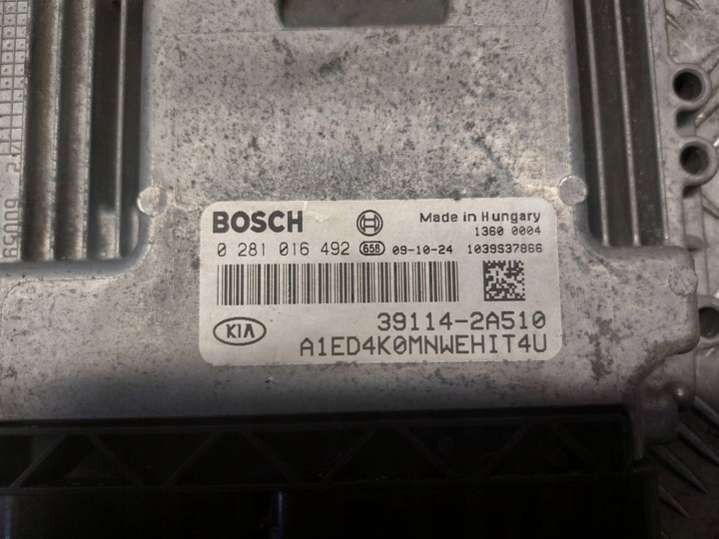 BOSCH
Made in Hungary
1360 0004
0 281 016 492 658 09-10-24 1039S37866
39114-2A510
KIA
A1ED4K0MNWEHIT4U